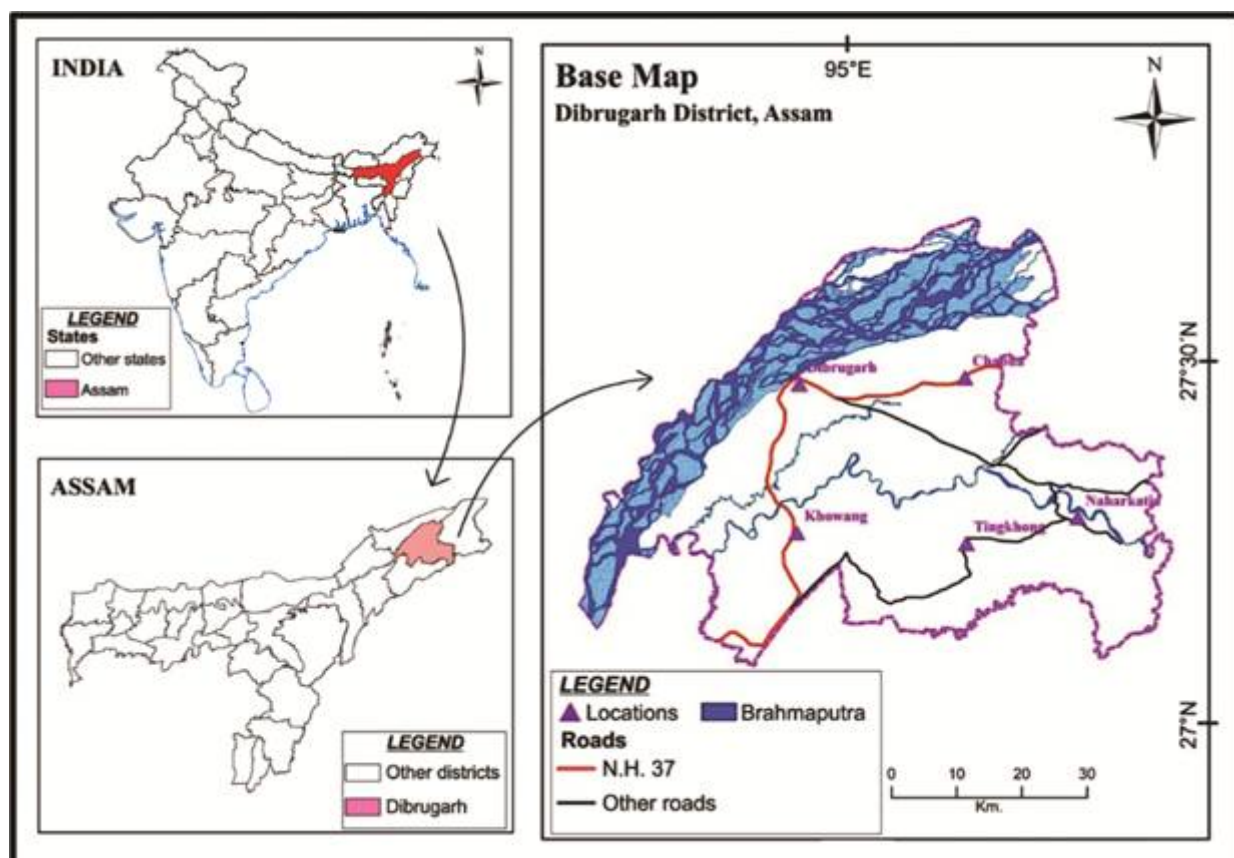 INDIA
N
LEGEND
States
Other states
Assam
ASSAM
LEGEND
Other districts
Dibrugarh
Base Map
Dibrugarh District, Assam
95°E
N
27°30'N
27°N
Dibrugarh
Khowang
Tingkhong
LEGEND
Locations
Brahmaputra
Roads
N.H. 37
Other roads
0 10 20 30
Km.